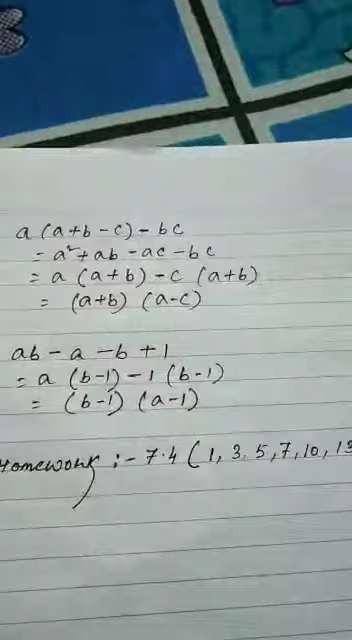 a (a+b-c) - bc
= a² + ab - ac - bc
= a (a+b) - c (a+b)
= (a+b) (a-c)
ab - a - b + 1
= a (b-1) - 1 (b-1)
= (b-1) (a-1)
Homework :- 7.4 ( 1, 3, 5, 7, 10, 13